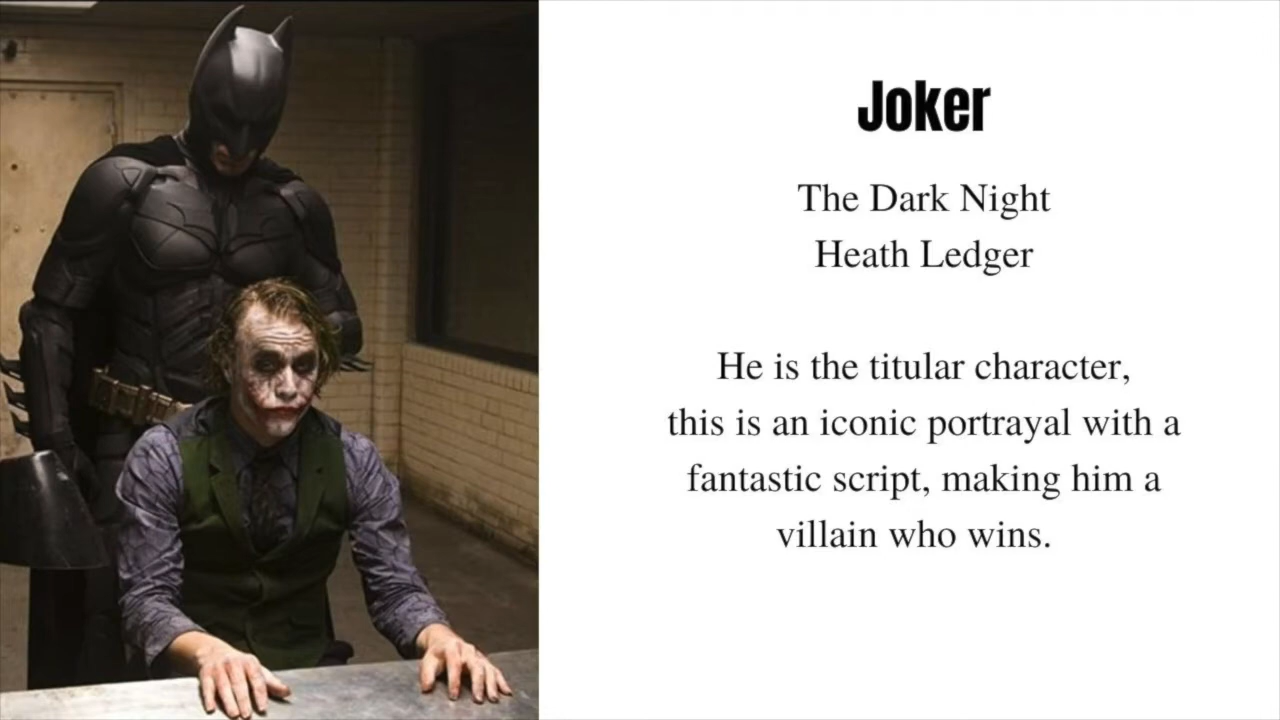 Joker
The Dark Night
Heath Ledger
He is the titular character,
this is an iconic portrayal with a
fantastic script, making him a
villain who wins.